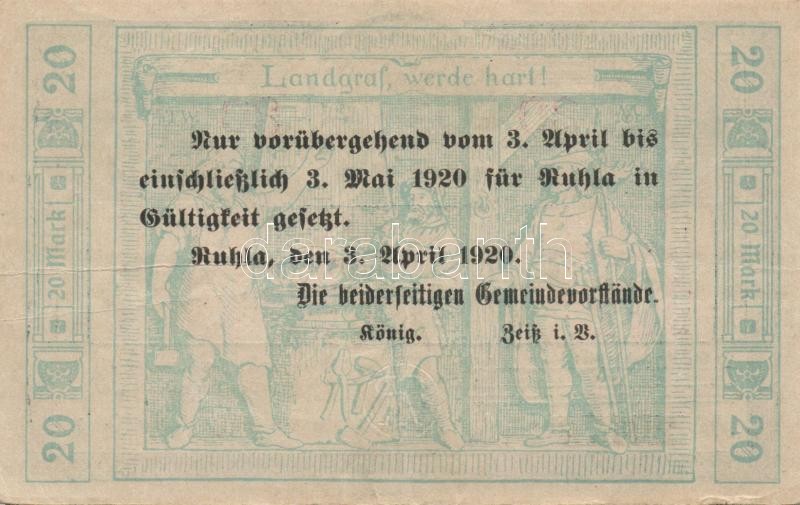 Landgraf, werde hart!
Nur vorübergehend vom 3. April bis
einschließlich 3. Mai 1920 für Ruhla in
Gültigkeit gesetzt.
Ruhla, den 3. April 1920.
Die beiderseitigen Gemeindevorstände.
König. Zeiß i. V.
20
20 Mark
20
20
20 Mark
20
darabanth